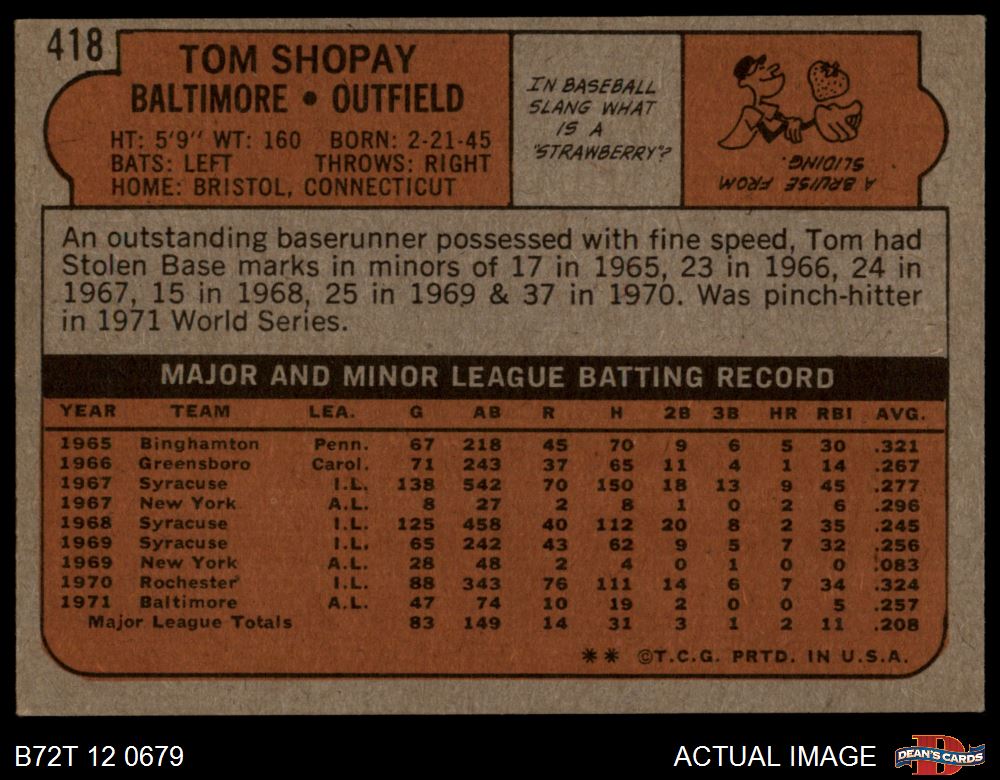 418
TOM SHOPAY
BALTIMORE • OUTFIELD
HT: 5'9" WT: 160 BORN: 2-21-45
BATS: LEFT THROWS: RIGHT
HOME: BRISTOL, CONNECTICUT
IN BASEBALL
SLANG WHAT
IS A
"STRAWBERRY"?
A BRUISE FROM
SLIDING.
An outstanding baserunner possessed with fine speed, Tom had
Stolen Base marks in minors of 17 in 1965, 23 in 1966, 24 in
1967, 15 in 1968, 25 in 1969 & 37 in 1970. Was pinch-hitter
in 1971 World Series.
MAJOR AND MINOR LEAGUE BATTING RECORD
YEAR TEAM LEA. G AB R H 2B 3B HR RBI AVG.
1965 Binghamton Penn. 67 218 45 70 9 6 5 30 .321
1966 Greensboro Carol. 71 243 37 65 11 4 1 14 .267
1967 Syracuse I.L. 138 542 70 150 18 13 9 45 .277
1967 New York A.L. 8 27 2 8 1 0 2 6 .296
1968 Syracuse I.L. 125 458 40 112 20 8 2 35 .245
1969 Syracuse I.L. 65 242 43 62 9 5 7 32 .256
1969 New York A.L. 28 48 2 4 0 1 0 0 .083
1970 Rochester I.L. 88 343 76 111 14 6 7 34 .324
1971 Baltimore A.L. 47 74 10 19 2 0 0 5 .257
Major League Totals 83 149 14 31 3 1 2 11 .208
** ©T.C.G. PRTD. IN U.S.A.
B72T 12 0679
ACTUAL IMAGE
D
DEAN'S CARDS